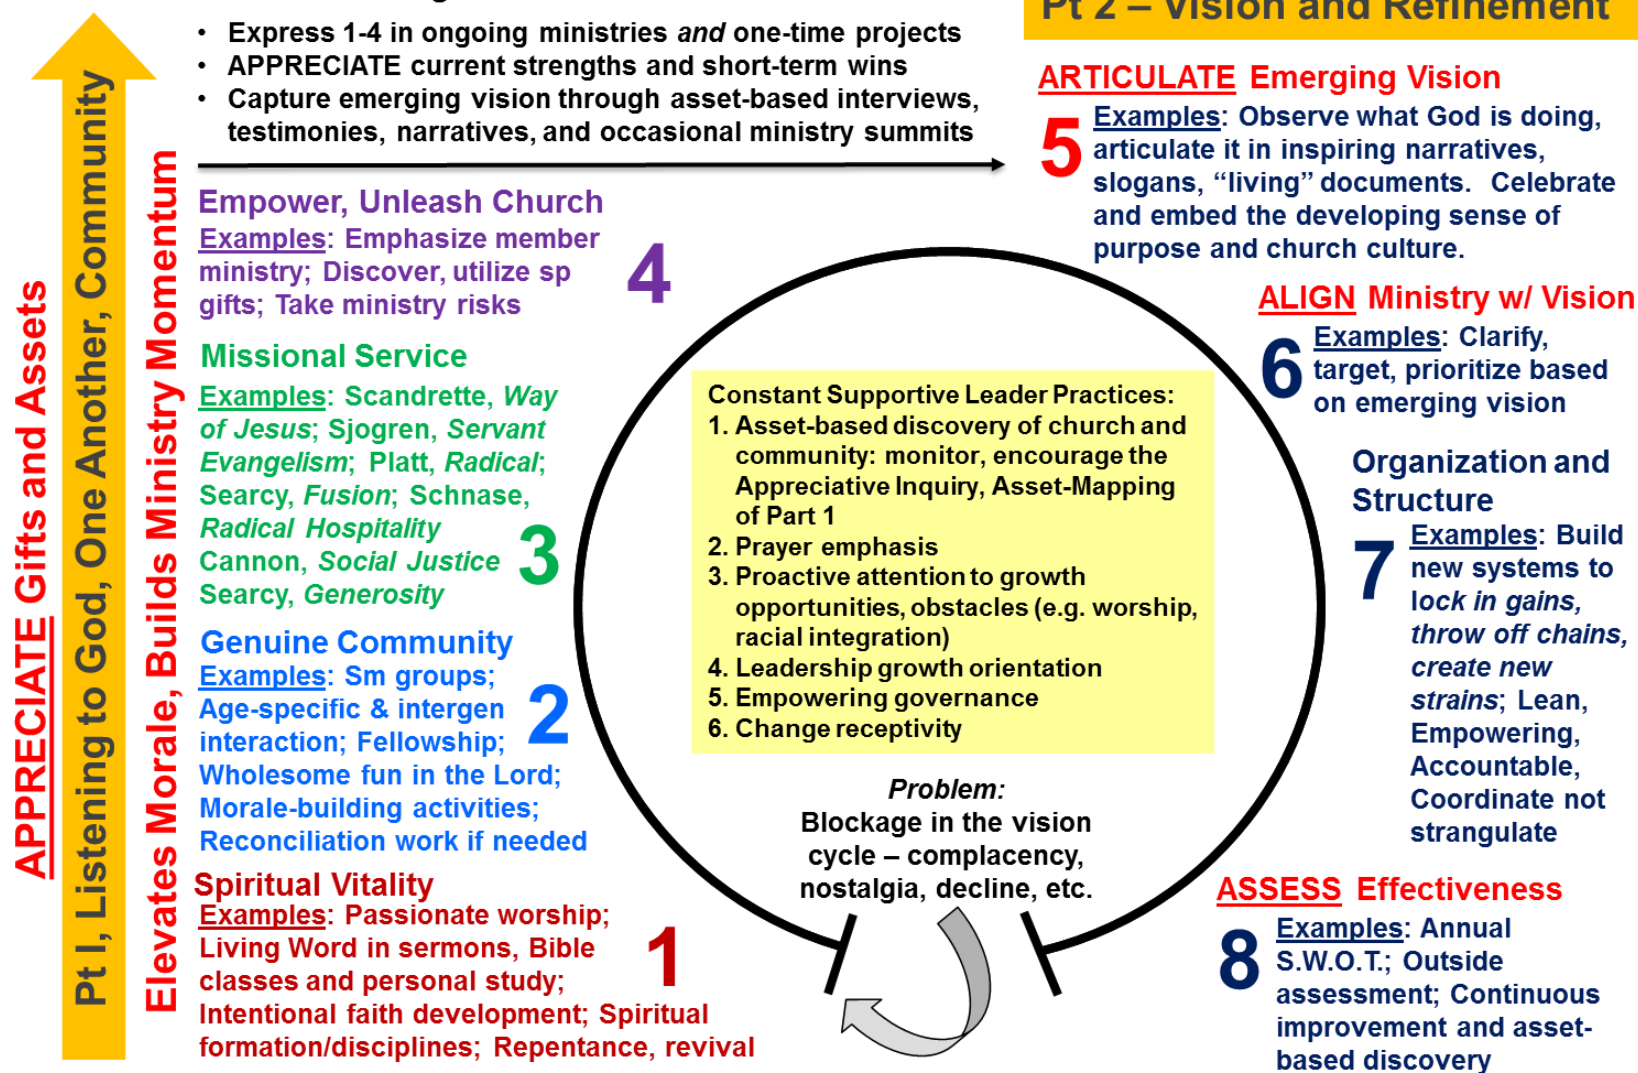 Pt 2 – Vision and Refinement
• Express 1-4 in ongoing ministries and one-time projects
• APPRECIATE current strengths and short-term wins
• Capture emerging vision through asset-based interviews,
testimonies, narratives, and occasional ministry summits
APPRECIATE Gifts and Assets
Pt I, Listening to God, One Another, Community
Elevates Morale, Builds Ministry Momentum
Empower, Unleash Church
Examples: Emphasize member
ministry; Discover, utilize sp
gifts; Take ministry risks
4
Missional Service
Examples: Scandrette, Way
of Jesus; Sjogren, Servant
Evangelism; Platt, Radical;
Searcy, Fusion; Schnase,
Radical Hospitality
Cannon, Social Justice
Searcy, Generosity
3
Genuine Community
Examples: Sm groups;
Age-specific & intergen
interaction; Fellowship;
Wholesome fun in the Lord;
Morale-building activities;
Reconciliation work if needed
2
Spiritual Vitality
Examples: Passionate worship;
Living Word in sermons, Bible
classes and personal study;
Intentional faith development; Spiritual
formation/disciplines; Repentance, revival
1
Constant Supportive Leader Practices:
1. Asset-based discovery of church and
community: monitor, encourage the
Appreciative Inquiry, Asset-Mapping
of Part 1
2. Prayer emphasis
3. Proactive attention to growth
opportunities, obstacles (e.g. worship,
racial integration)
4. Leadership growth orientation
5. Empowering governance
6. Change receptivity
Problem:
Blockage in the vision
cycle – complacency,
nostalgia, decline, etc.
ARTICULATE Emerging Vision
5
Examples: Observe what God is doing,
articulate it in inspiring narratives,
slogans, “living” documents. Celebrate
and embed the developing sense of
purpose and church culture.
ALIGN Ministry w/ Vision
6
Examples: Clarify,
target, prioritize based
on emerging vision
Organization and
Structure
7
Examples: Build
new systems to
lock in gains,
throw off chains,
create new
strains; Lean,
Empowering,
Accountable,
Coordinate not
strangulate
ASSESS Effectiveness
8
Examples: Annual
S.W.O.T.; Outside
assessment; Continuous
improvement and asset-
based discovery